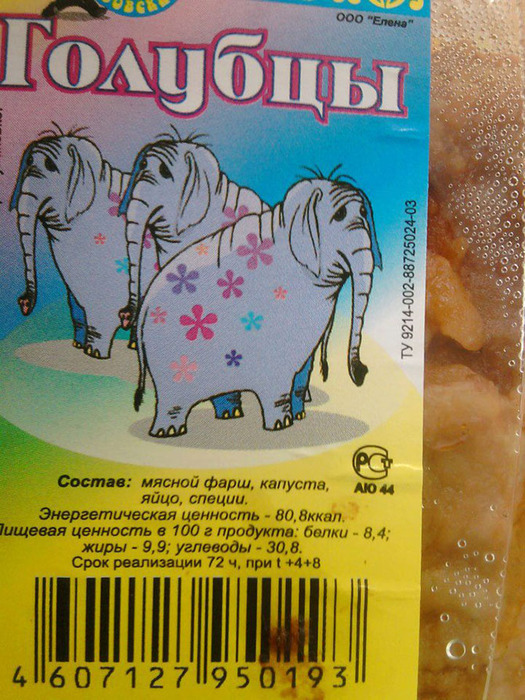 ООО "Елена"
Голубцы
ТУ 9214-002-88725024-03
РСТ
АЮ 44
Состав: мясной фарш, капуста,
яйцо, специи.
Энергетическая ценность - 80,8ккал.
Пищевая ценность в 100 г продукта: белки - 8,4;
жиры - 9,9; углеводы - 30,8.
Срок реализации 72 ч, при t +4+8
4 607127 950193